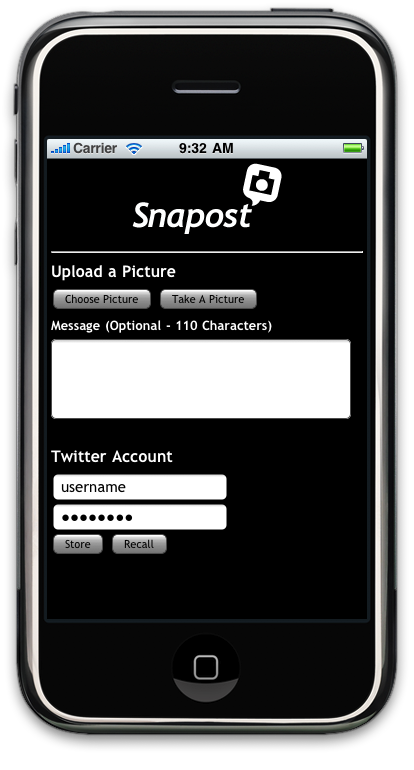 Carrier 9:32 AM
Snapost
Upload a Picture
Choose Picture Take A Picture
Message (Optional - 110 Characters)
Twitter Account
username
••••••••
Store Recall